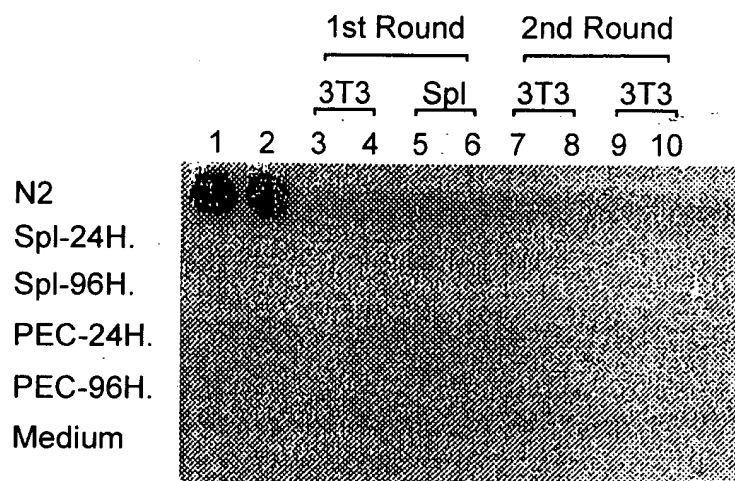 1st Round 2nd Round
3T3 Spl 3T3 3T3
1 2 3 4 5 6 7 8 9 10
N2
Spl-24H.
Spl-96H.
PEC-24H.
PEC-96H.
Medium